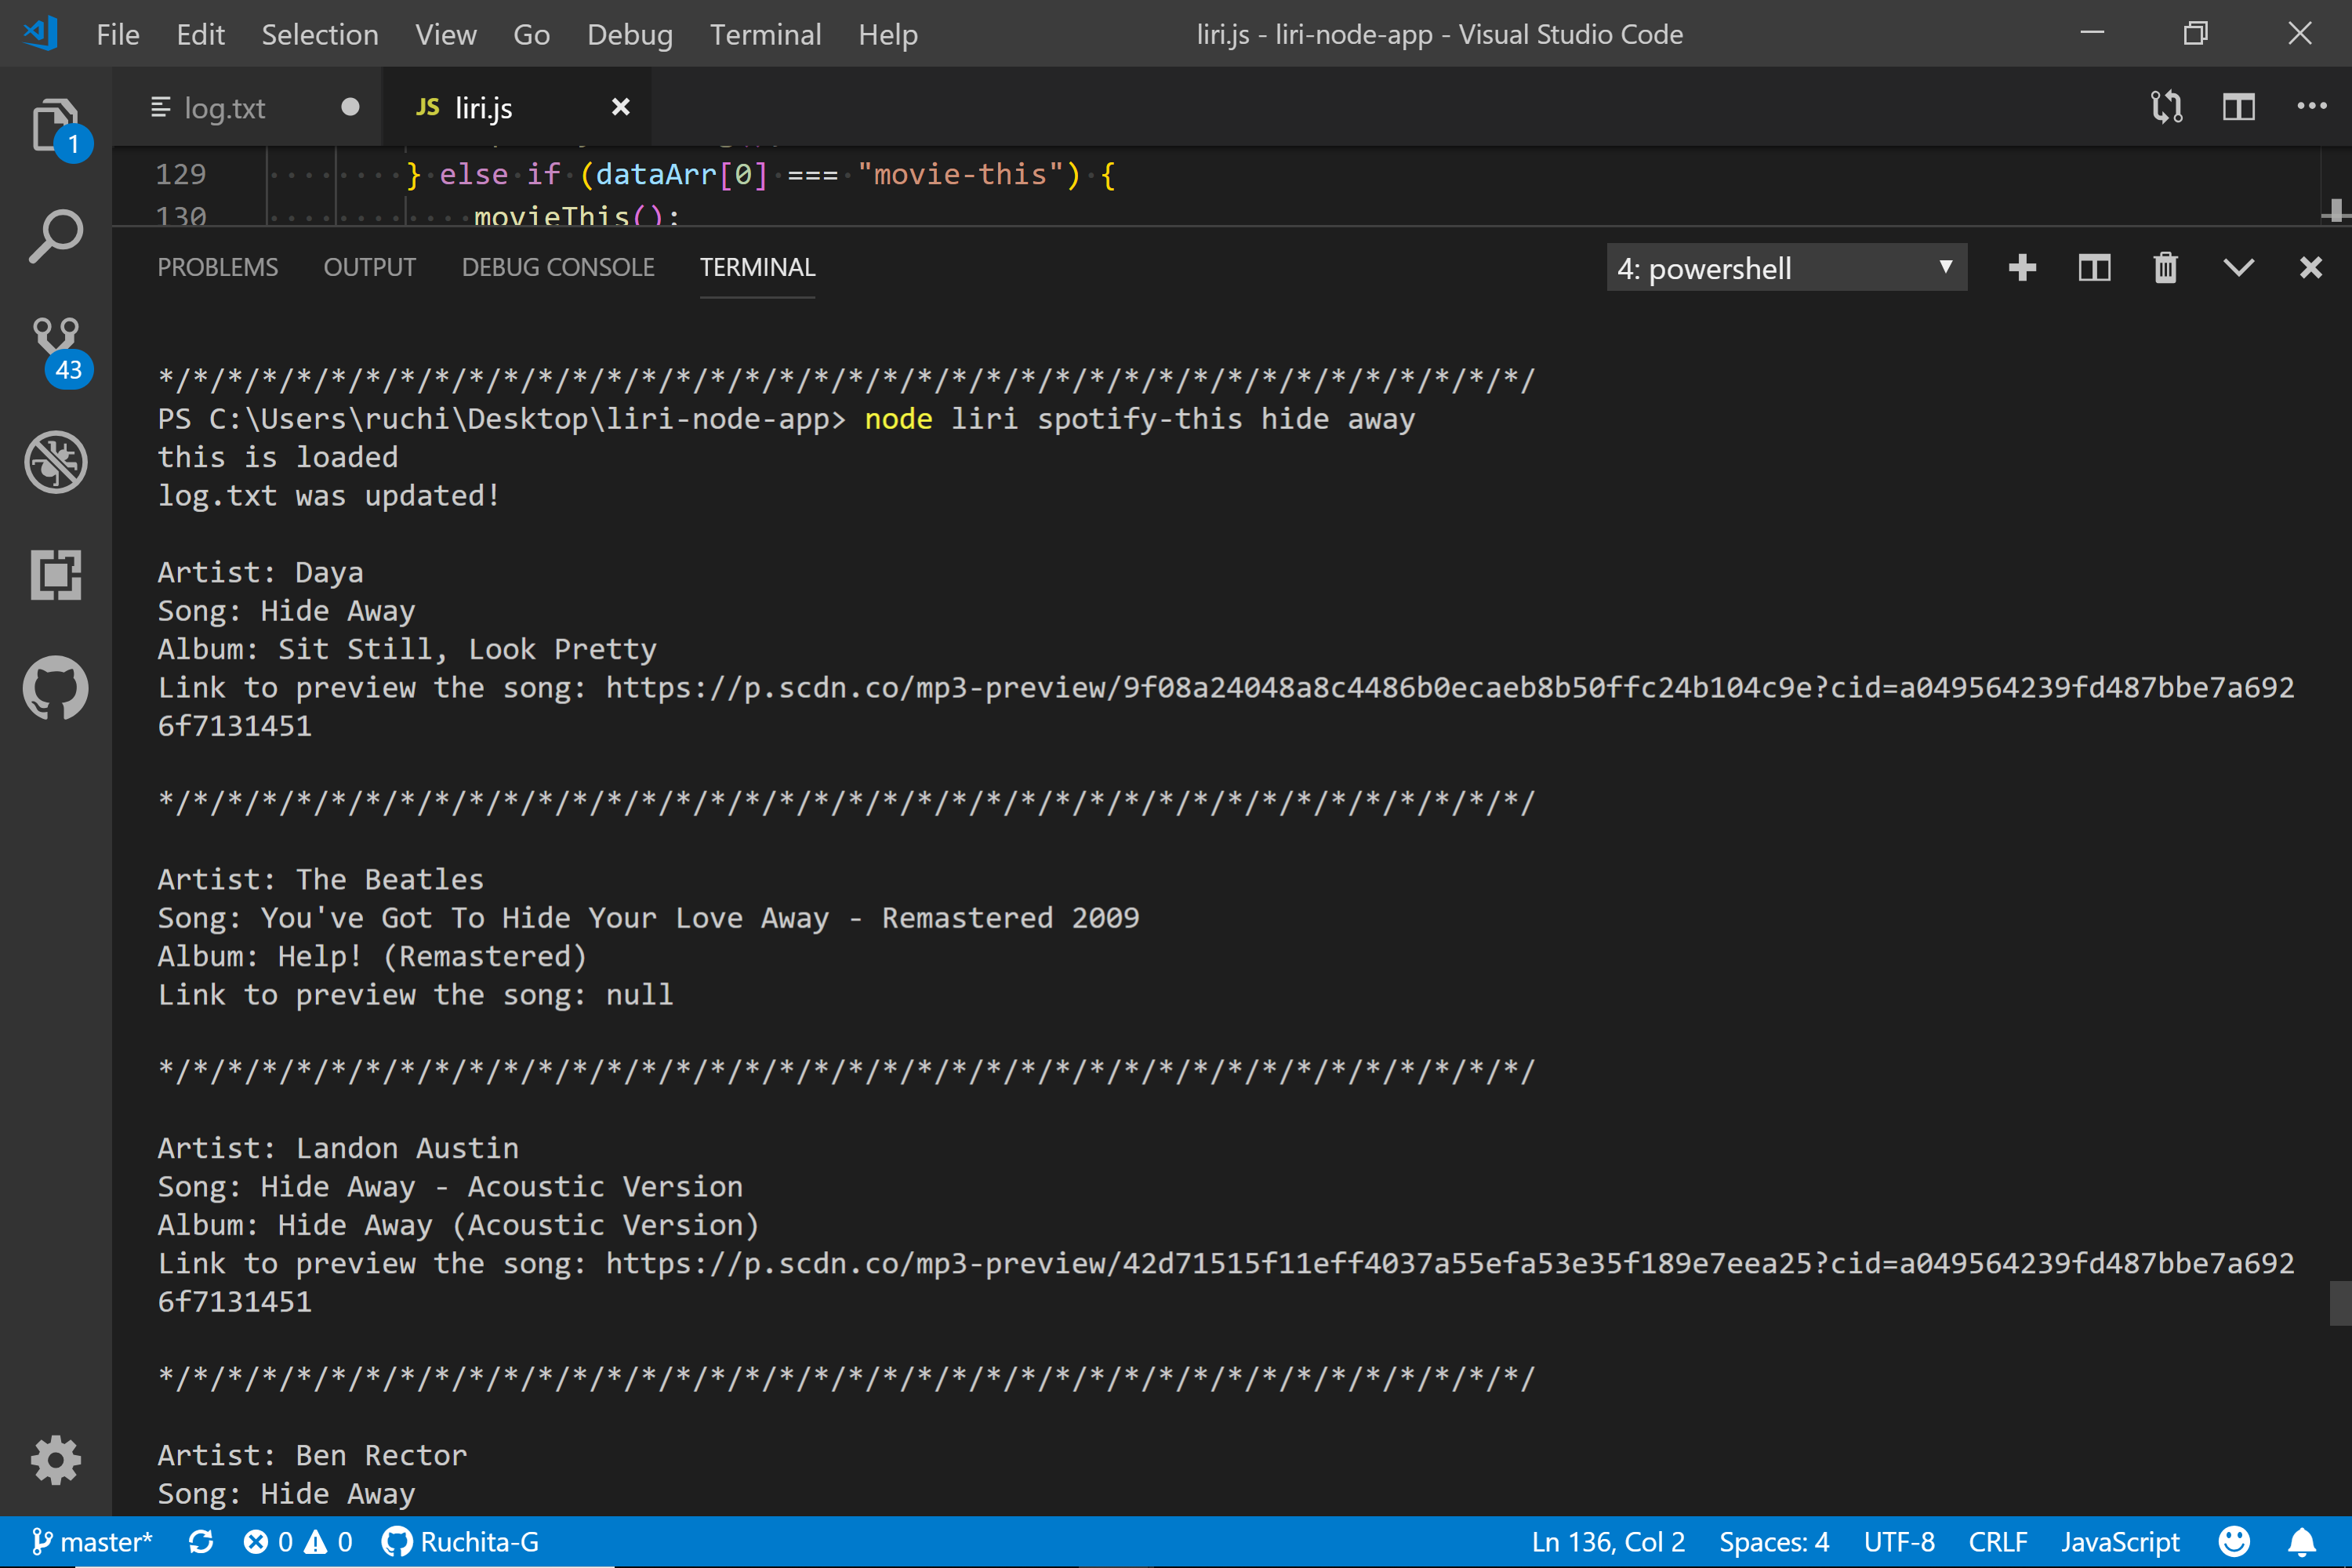 File Edit Selection View Go Debug Terminal Help liri.js - liri-node-app - Visual Studio Code
1
log.txt JS liri.js
129 } else if (dataArr[0] === "movie-this") {
130 movieThis();
PROBLEMS OUTPUT DEBUG CONSOLE TERMINAL 4: powershell
43
*/*/*/*/*/*/*/*/*/*/*/*/*/*/*/*/*/*/*/*/*/*/*/*/*/*/*/*/*/*/*/*/*/*/*/*/*/*/*/*/
PS C:\Users\ruchi\Desktop\liri-node-app> node liri spotify-this hide away
this is loaded
log.txt was updated!
Artist: Daya
Song: Hide Away
Album: Sit Still, Look Pretty
Link to preview the song: https://p.scdn.co/mp3-preview/9f08a24048a8c4486b0ecaeb8b50ffc24b104c9e?cid=a049564239fd487bbe7a692
6f7131451
*/*/*/*/*/*/*/*/*/*/*/*/*/*/*/*/*/*/*/*/*/*/*/*/*/*/*/*/*/*/*/*/*/*/*/*/*/*/*/*/
Artist: The Beatles
Song: You've Got To Hide Your Love Away - Remastered 2009
Album: Help! (Remastered)
Link to preview the song: null
*/*/*/*/*/*/*/*/*/*/*/*/*/*/*/*/*/*/*/*/*/*/*/*/*/*/*/*/*/*/*/*/*/*/*/*/*/*/*/*/
Artist: Landon Austin
Song: Hide Away - Acoustic Version
Album: Hide Away (Acoustic Version)
Link to preview the song: https://p.scdn.co/mp3-preview/42d71515f11eff4037a55efa53e35f189e7eea25?cid=a049564239fd487bbe7a692
6f7131451
*/*/*/*/*/*/*/*/*/*/*/*/*/*/*/*/*/*/*/*/*/*/*/*/*/*/*/*/*/*/*/*/*/*/*/*/*/*/*/*/
Artist: Ben Rector
Song: Hide Away
master* 0 0 Ruchita-G Ln 136, Col 2 Spaces: 4 UTF-8 CRLF JavaScript